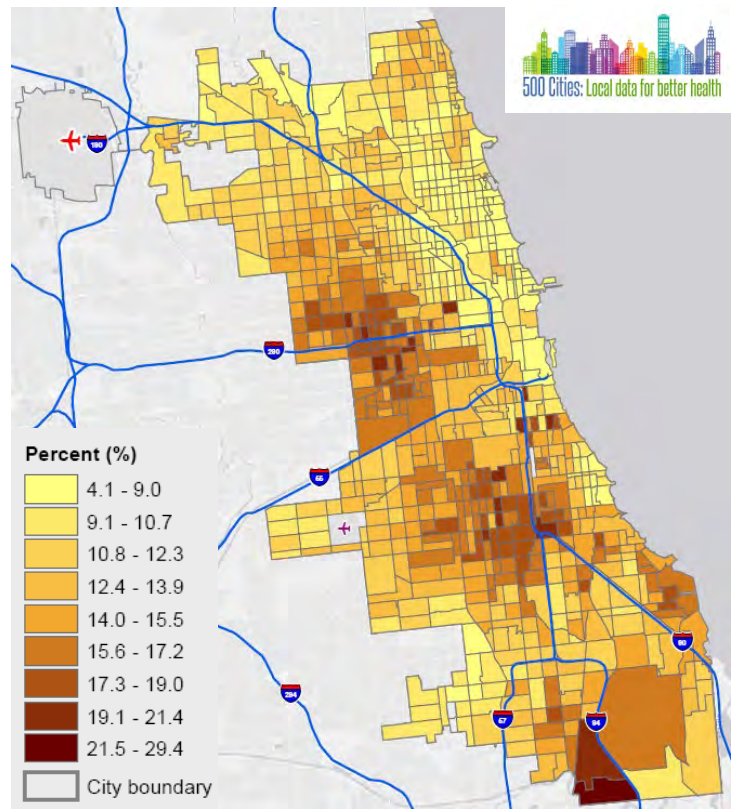 500 Cities: Local data for better health
190
290
55
Percent (%)
4.1 - 9.0
9.1 - 10.7
10.8 - 12.3
12.4 - 13.9
14.0 - 15.5
15.6 - 17.2
17.3 - 19.0
19.1 - 21.4
21.5 - 29.4
City boundary
90
294
57
94